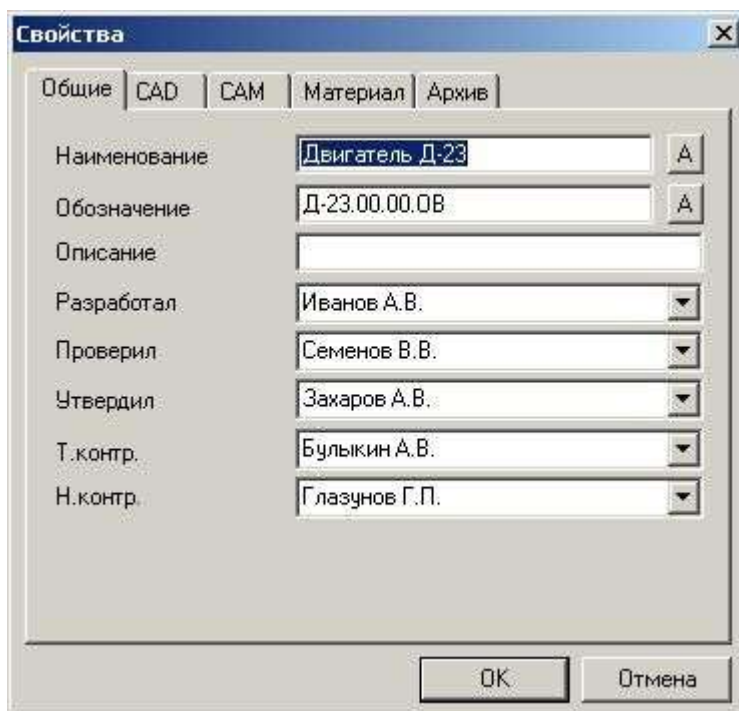 Свойства
Общие CAD CAM Материал Архив
Наименование Двигатель Д-23 А
Обозначение Д-23.00.00.ОВ А
Описание
Разработал Иванов А.В.
Проверил Семенов В.В.
Утвердил Захаров А.В.
Т.контр. Булыкин А.В.
Н.контр. Глазунов Г.П.
OK Отмена